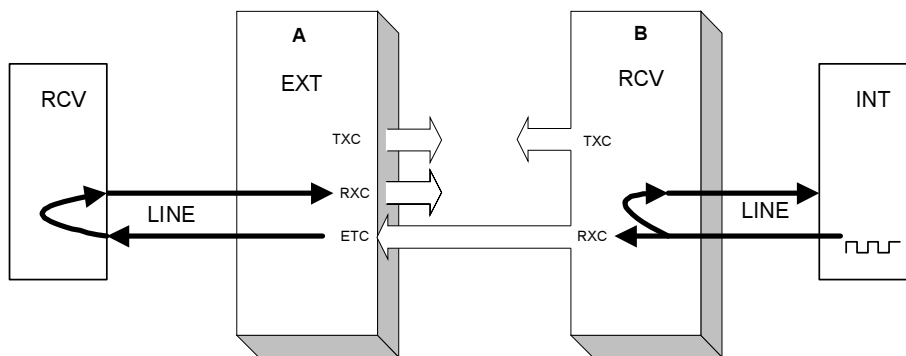 A
B
RCV
EXT
RCV
INT
TXC
TXC
RXC
LINE
LINE
ETC
RXC